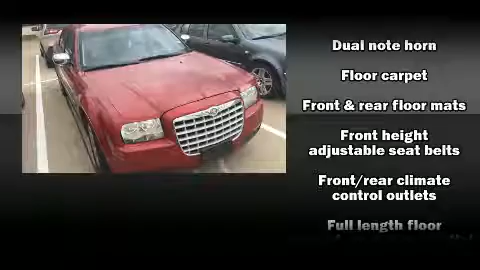 Dual note horn
Floor carpet
Front & rear floor mats
Front height
adjustable seat belts
Front/rear climate
control outlets
Full length floor